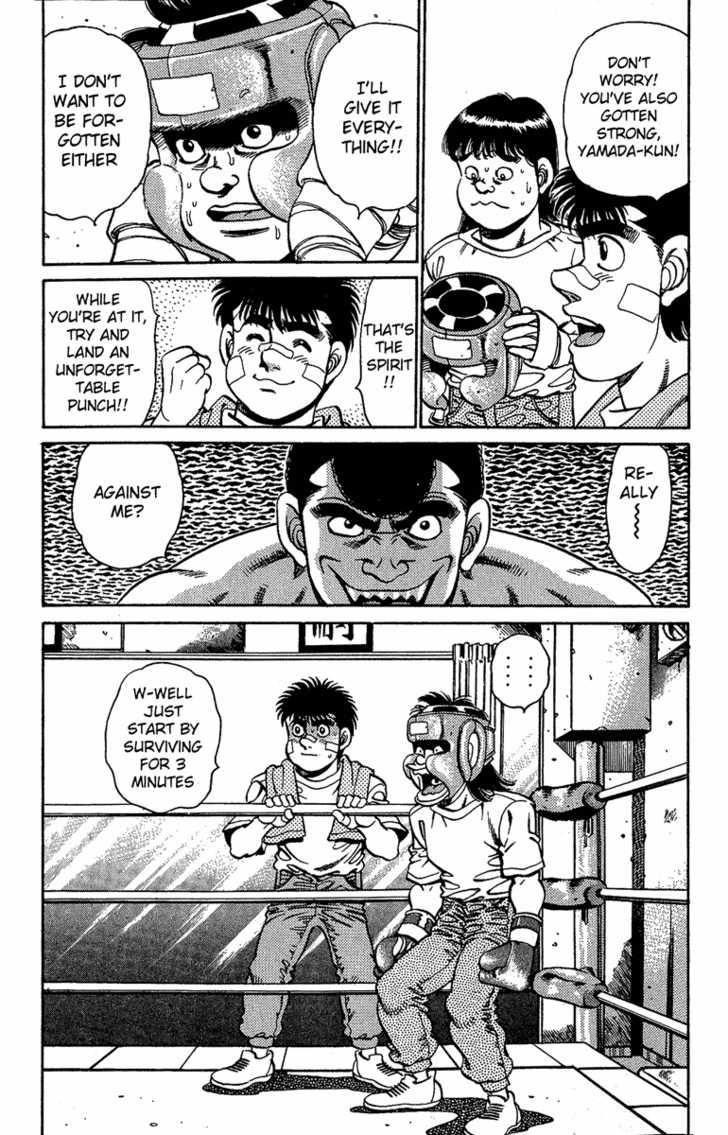 DON'T
WORRY!
YOU'VE ALSO
GOTTEN
STRONG,
YAMADA-KUN!
I'LL
GIVE IT
EVERY-
THING!!
I DON'T
WANT TO
BE FOR-
GOTTEN
EITHER
THAT'S
THE
SPIRIT
!!
WHILE
YOU'RE AT IT,
TRY AND
LAND AN
UNFORGET-
TABLE
PUNCH!!
RE-
ALLY
AGAINST
ME?
W-WELL
JUST
START BY
SURVIVING
FOR 3
MINUTES